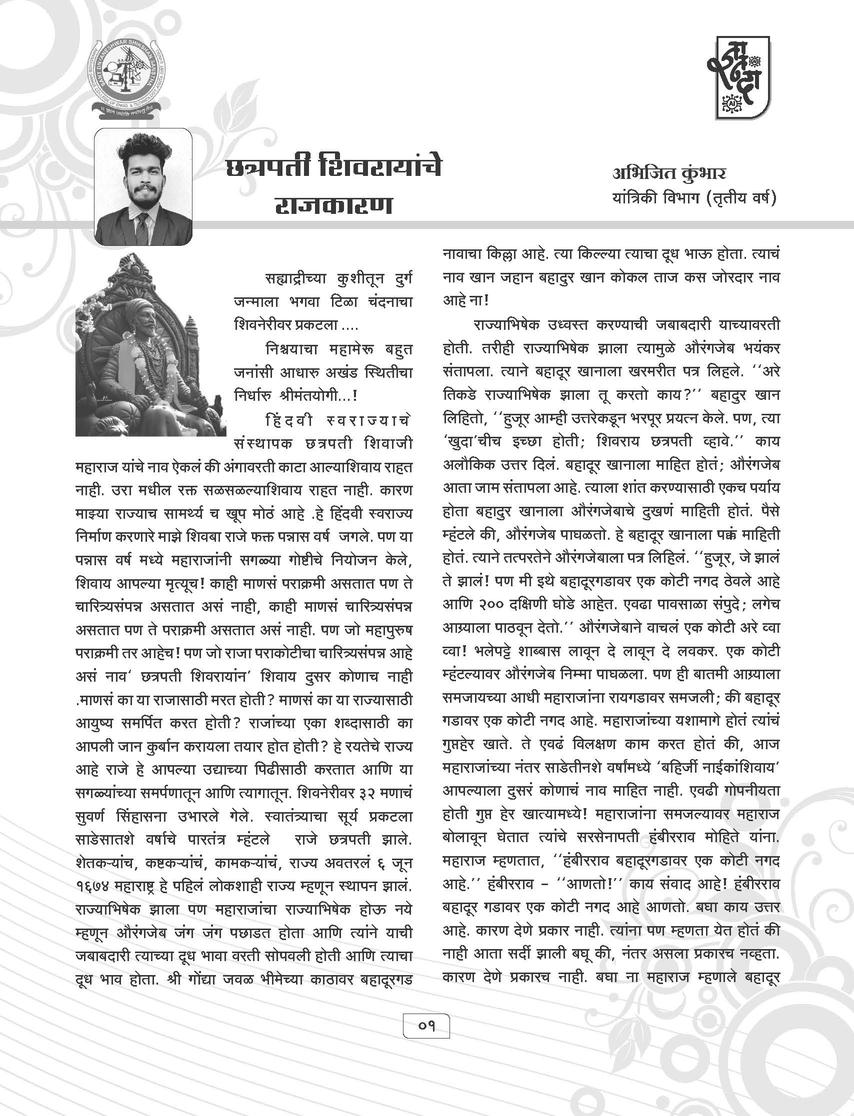 छत्रपती शिवरायांचे
राजकारण
अभिजित कुंभार
यांत्रिकी विभाग (तृतीय वर्ष)
सह्याद्रीच्या कुशीतून दुर्ग
जन्माला भगवा टिळा चंदनाचा
शिवनेरीवर प्रकटला ....
निश्चयाचा महामेरू बहुत
जनांसी आधारु अखंड स्थितीचा
निर्धारु श्रीमंतयोगी...!
हिंदवी स्वराज्याचे
संस्थापक छत्रपती शिवाजी
महाराज यांचे नाव ऐकलं की अंगावरती काटा आल्याशिवाय राहत
नाही. उरा मधील रक्त सळसळल्याशिवाय राहत नाही. कारण
माझ्या राज्याच सामर्थ्य च खूप मोठं आहे .हे हिंदवी स्वराज्य
निर्माण करणारे माझे शिवबा राजे फक्त पन्नास वर्ष जगले. पण या
पन्नास वर्ष मध्ये महाराजांनी सगळ्या गोष्टीचे नियोजन केले,
शिवाय आपल्या मृत्यूच! काही माणसं पराक्रमी असतात पण ते
चारित्र्यसंपन्न असतात असं नाही, काही माणसं चारित्र्यसंपन्न
असतात पण ते पराक्रमी असतात असं नाही. पण जो महापुरुष
पराक्रमी तर आहेच! पण जो राजा पराकोटीचा चारित्र्यसंपन्न आहे
असं नाव‘ छत्रपती शिवरायांन’ शिवाय दुसर कोणाच नाही
.माणसं का या राजासाठी मरत होती? माणसं का या राज्यासाठी
आयुष्य समर्पित करत होती? राजांच्या एका शब्दासाठी का
आपली जान कुर्बान करायला तयार होत होती? हे रयतेचे राज्य
आहे राजे हे आपल्या उद्याच्या पिढीसाठी करतात आणि या
सगळ्यांच्या समर्पणातून आणि त्यागातून. शिवनेरीवर ३२ मणाचं
सुवर्ण सिंहासना उभारले गेले. स्वातंत्र्याचा सूर्य प्रकटला
साडेसातशे वर्षाचे पारतंत्र म्हंटले राजे छत्रपती झाले.
शेतकऱ्यांच, कष्टकऱ्यांचं, कामकऱ्यांचं, राज्य अवतरलं ६ जून
१६७४ महाराष्ट्र हे पहिलं लोकशाही राज्य म्हणून स्थापन झालं.
राज्याभिषेक झाला पण महाराजांचा राज्याभिषेक होऊ नये
म्हणून औरंगजेब जंग जंग पछाडत होता आणि त्यांने याची
जबाबदारी त्याच्या दूध भावा वरती सोपवली होती आणि त्याचा
दूध भाव होता. श्री गोंद्या जवळ भीमेच्या काठावर बहादूरगड
नावाचा किल्ला आहे. त्या किल्ल्या त्याचा दूध भाऊ होता. त्याचं
नाव खान जहान बहादुर खान कोकल ताज कस जोरदार नाव
आहे ना!
राज्याभिषेक उध्वस्त करण्याची जबाबदारी याच्यावरती
होती. तरीही राज्याभिषेक झाला त्यामुळे औरंगजेब भयंकर
संतापला. त्याने बहादूर खानाला खरमरीत पत्र लिहले. ‘‘अरे
तिकडे राज्याभिषेक झाला तू करतो काय?’’ बहादुर खान
लिहितो, ‘‘हुजूर आम्ही उत्तरेकडून भरपूर प्रयत्न केले. पण, त्या
‘खुदा’चीच इच्छा होती; शिवराय छत्रपती व्हावे.’’ काय
अलौकिक उत्तर दिलं. बहादूर खानाला माहित होतं; औरंगजेब
आता जाम संतापला आहे. त्याला शांत करण्यासाठी एकच पर्याय
होता बहादुर खानाला औरंगजेबाचे दुखणं माहिती होतं. पैसे
म्हंटले की, औरंगजेब पाघळतो. हे बहादूर खानाला पक्कं माहिती
होतं. त्याने तत्परतेने औरंगजेबाला पत्र लिहिलं. ‘‘हुजूर, जे झालं
ते झालं! पण मी इथे बहादूरगडावर एक कोटी नगद ठेवले आहे
आणि २०० दक्षिणी घोडे आहेत. एवढा पावसाळा संपुदे; लगेच
आग्र्याला पाठवून देतो.’’ औरंगजेबाने वाचलं एक कोटी अरे व्वा
व्वा! भलेपट्टे शाब्बास लावून दे लावून दे लवकर. एक कोटी
म्हंटल्यावर औरंगजेब निम्मा पाघळला. पण ही बातमी आग्र्याला
समजायच्या आधी महाराजांना रायगडावर समजली; की बहादूर
गडावर एक कोटी नगद आहे. महाराजांच्या यशामागे होतं त्यांचं
गुप्तहेर खाते. ते एवढं विलक्षण काम करत होतं की, आज
महाराजांच्या नंतर साडेतीनशे वर्षांमध्ये ‘बहिर्जी नाईकांशिवाय’
आपल्याला दुसरं कोणाचं नाव माहित नाही. एवढी गोपनीयता
होती गुप्त हेर खात्यामध्ये! महाराजांना समजल्यावर महाराज
बोलावून घेतात त्यांचे सरसेनापती हंबीरराव मोहिते यांना.
महाराज म्हणतात, ‘‘हंबीरराव बहादूरगडावर एक कोटी नगद
आहे.’’ हंबीरराव – ‘‘आणतो!’’ काय संवाद आहे! हंबीरराव
बहादूर गडावर एक कोटी नगद आहे आणतो. बघा काय उत्तर
आहे. कारण देणे प्रकार नाही. त्यांना पण म्हणता येत होतं की
नाही आता सर्दी झाली बघू की, नंतर असला प्रकारच नव्हता.
कारण देणे प्रकारच नाही. बघा ना महाराज म्हणाले बहादूर
०१